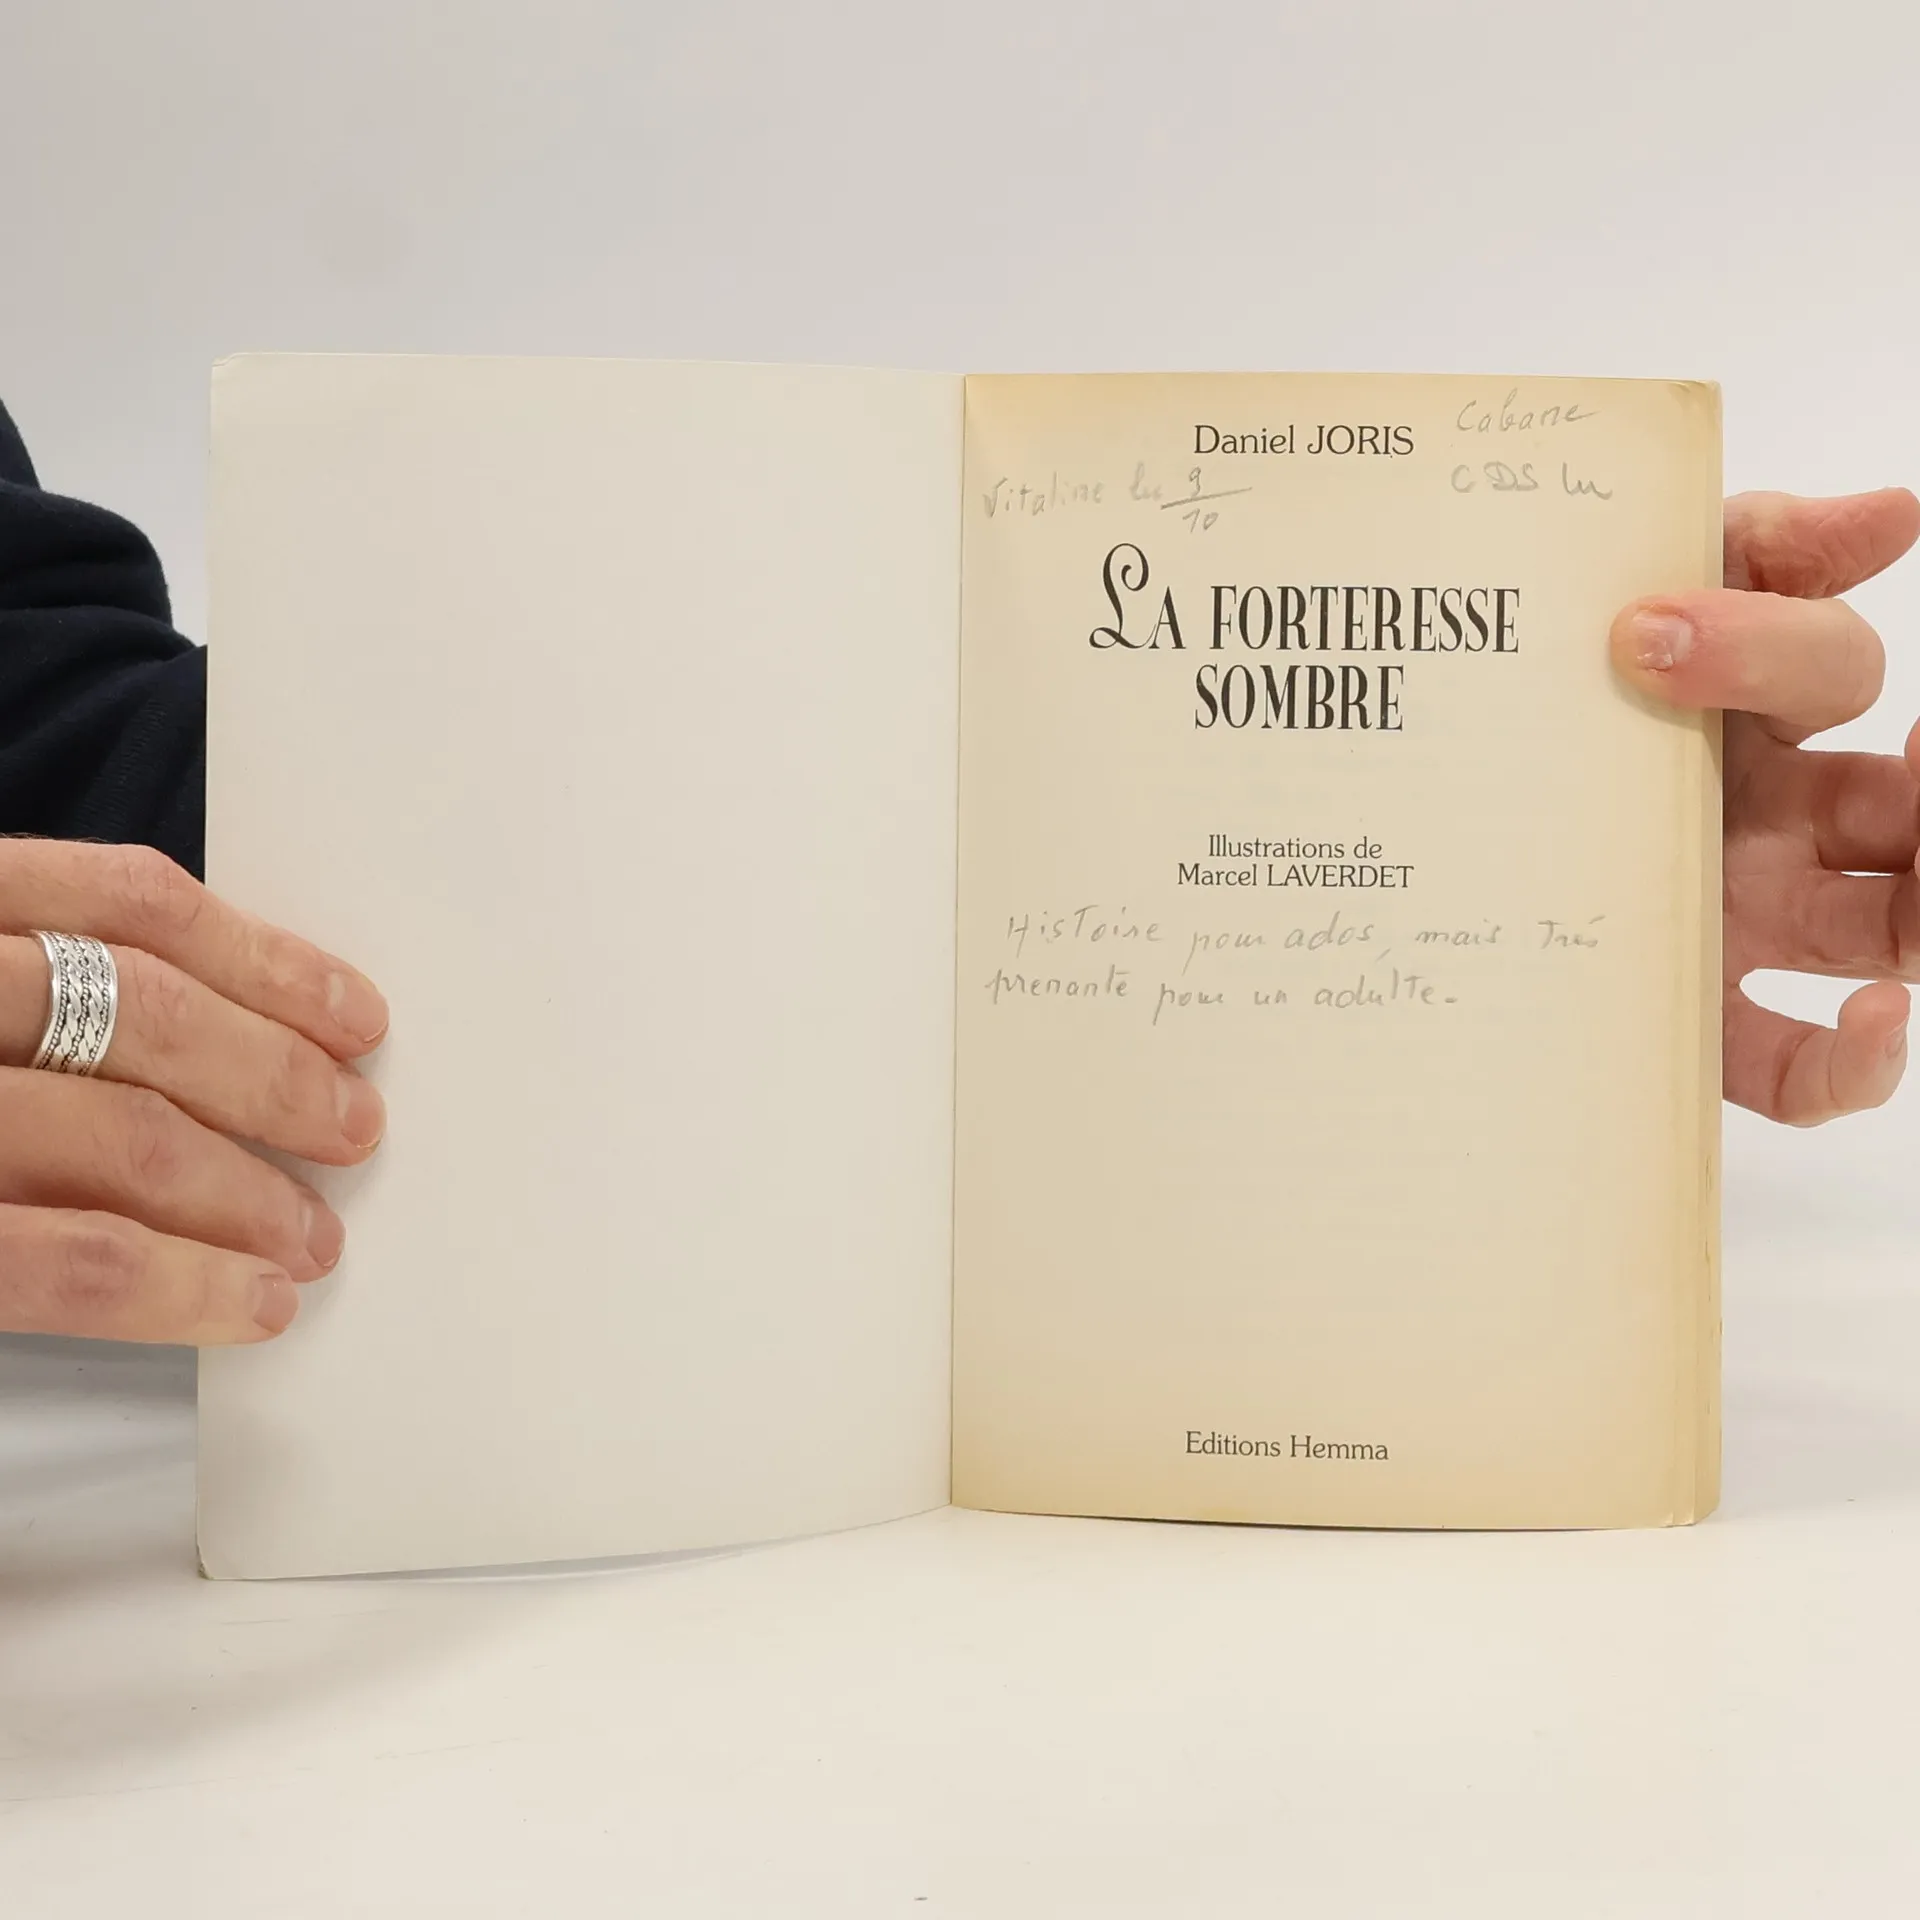 Cabane
Daniel JORIS
CDS lu
Vitaline lu 9/10
LA FORTERESSE
SOMBRE
Illustrations de
Marcel LAVERDET
Histoire pour ados, mais très
prenante pour un adulte.
Editions Hemma